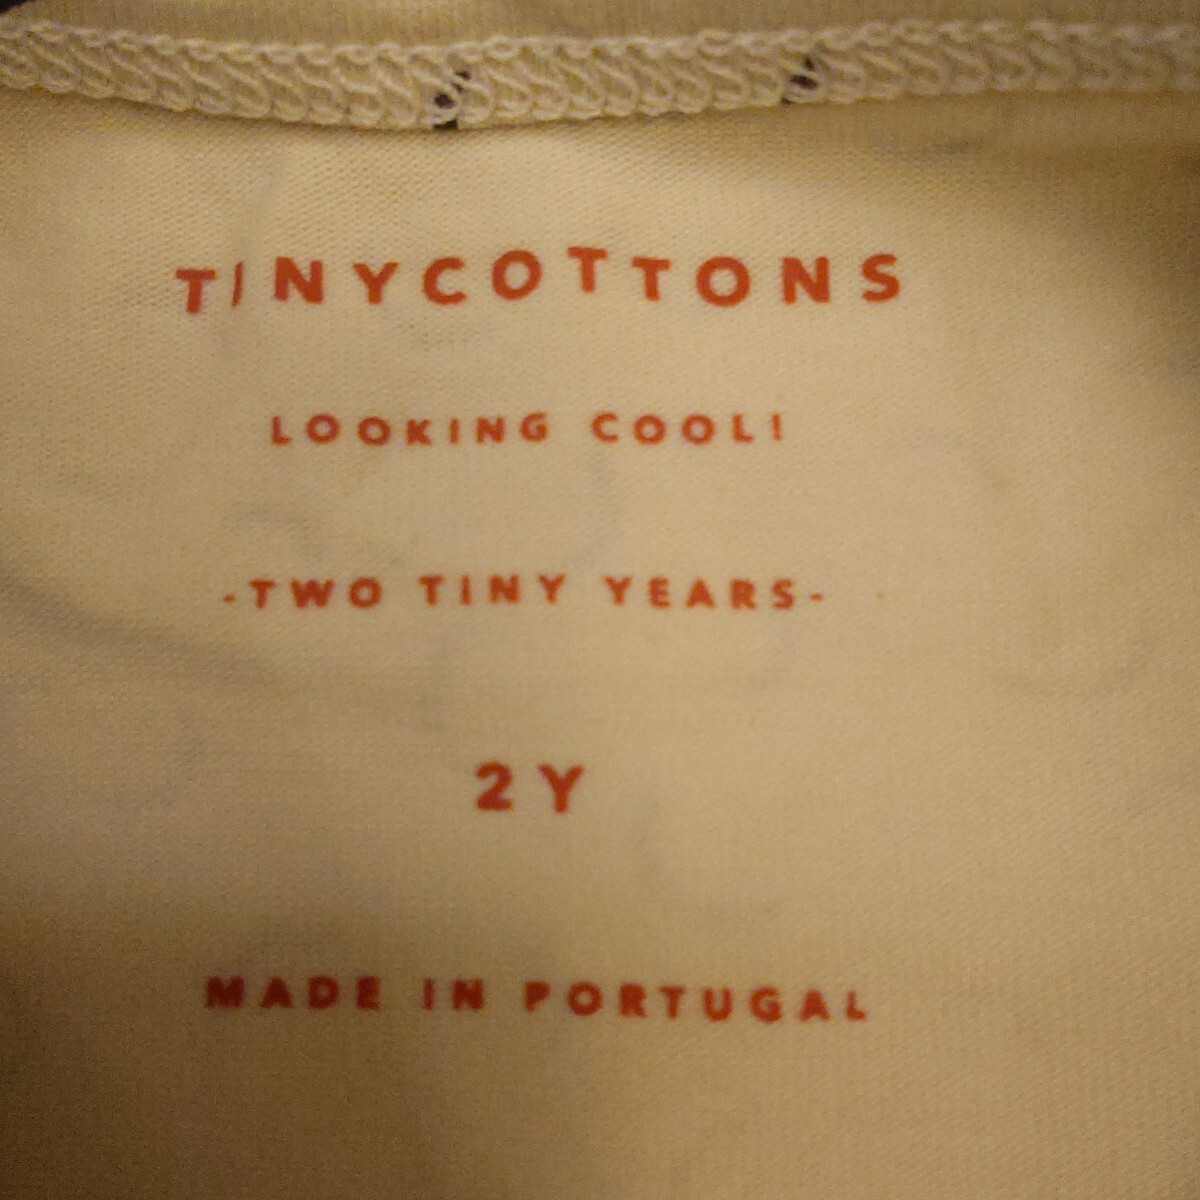 TINYCOTTONS
LOOKING COOL!
-TWO TINY YEARS-
2Y
MADE IN PORTUGAL